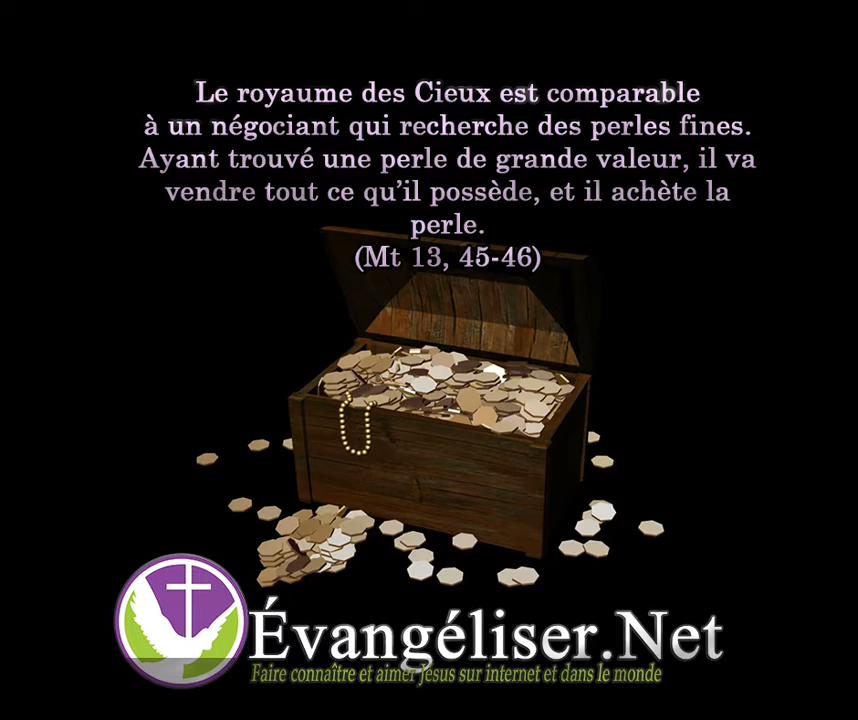 Le royaume des Cieux est comparable
à un négociant qui recherche des perles fines.
Ayant trouvé une perle de grande valeur, il va
vendre tout ce qu’il possède, et il achète la
perle.
(Mt 13, 45-46)
Évangéliser.Net
Faire connaître et aimer Jesus sur internet et dans le monde